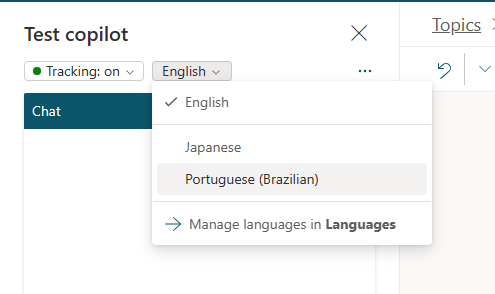 Test copilot
Topics
Tracking: on
English
Chat
English
Japanese
Portuguese (Brazilian)
Manage languages in Languages